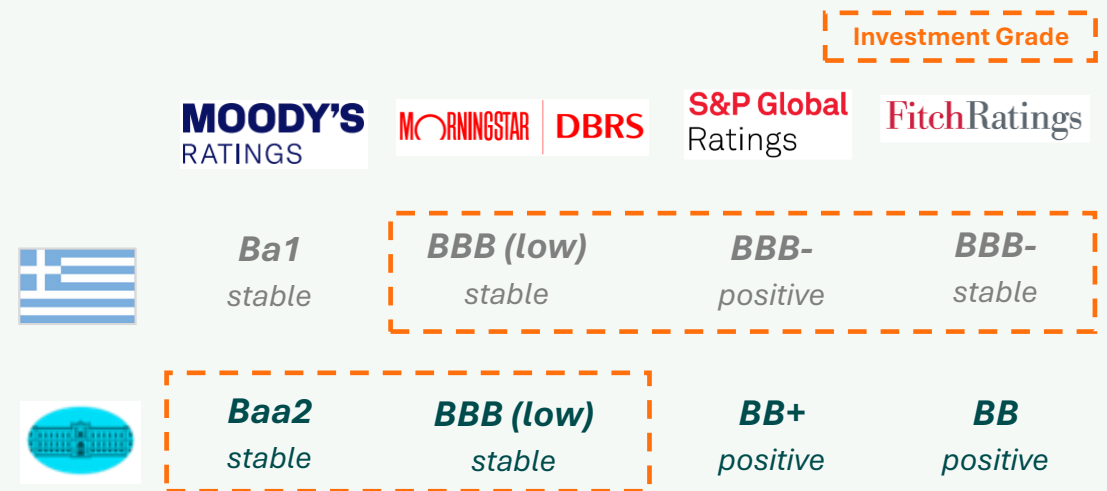 Investment Grade
MOODY'S
RATINGS
MORNINGSTAR | DBRS
S&P Global
Ratings
FitchRatings
Ba1
stable
BBB (low)
stable
BBB-
positive
BBB-
stable
Baa2
stable
BBB (low)
stable
BB+
positive
BB
positive